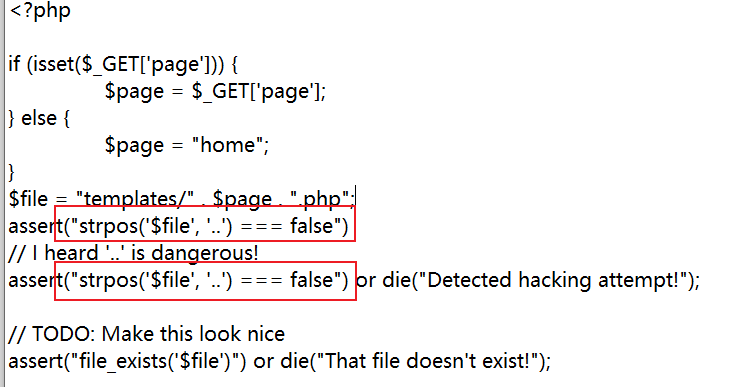 <?php
if (isset($_GET['page'])) {
$page = $_GET['page'];
} else {
$page = "home";
}
$file = "templates/" . $page . ".php";
assert("strpos('$file', '..') === false")
// I heard '..' is dangerous!
assert("strpos('$file', '..') === false") or die("Detected hacking attempt!");
// TODO: Make this look nice
assert("file_exists('$file')") or die("That file doesn't exist!");